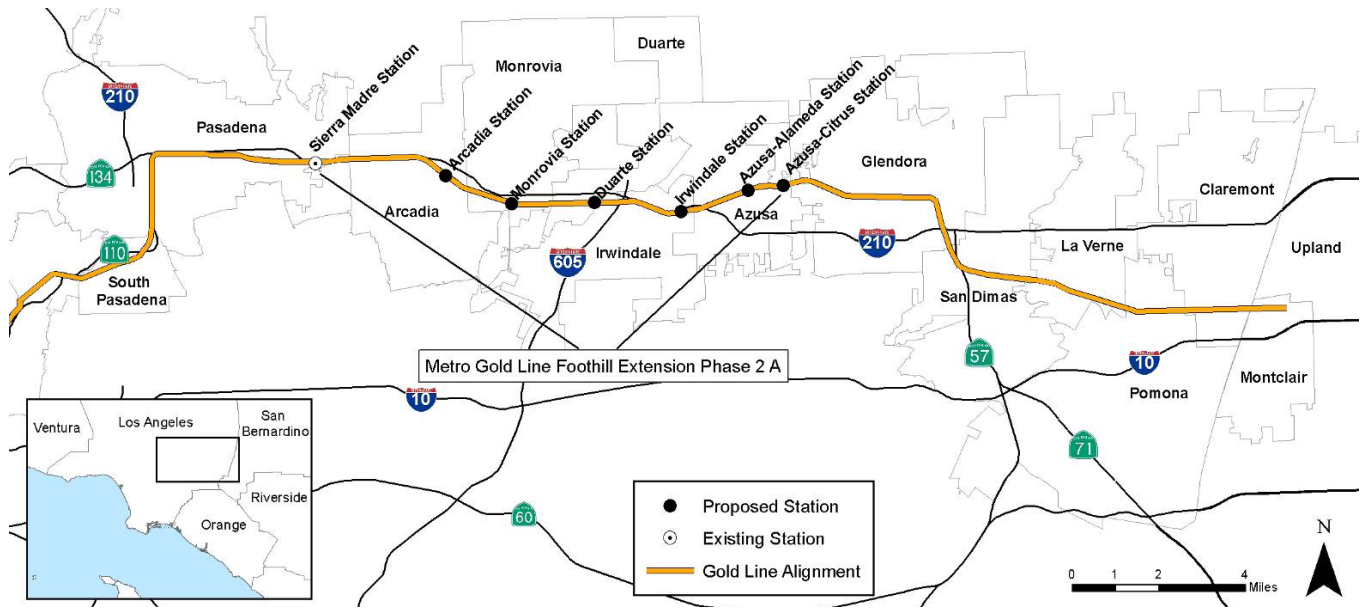 Duarte
Monrovia
210
Pasadena
Sierra Madre Station
Arcadia Station
Monrovia Station
Duarte Station
Irwindale Station
Azusa-Alameda Station
Azusa-Citrus Station
Glendora
134
Claremont
Arcadia
Azusa
110
605
Irwindale
210
La Verne
Upland
South
Pasadena
San Dimas
Metro Gold Line Foothill Extension Phase 2 A
57
10
Pomona
Montclair
10
Ventura
Los Angeles
San
Bernardino
Riverside
Orange
71
60
Proposed Station
Existing Station
Gold Line Alignment
N
0 1 2 4
Miles